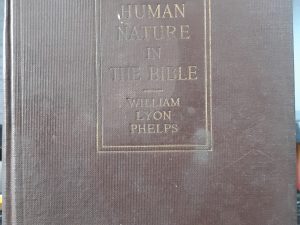 HUMAN
NATURE
IN
THE BIBLE
WILLIAM
LYON
PHELPS